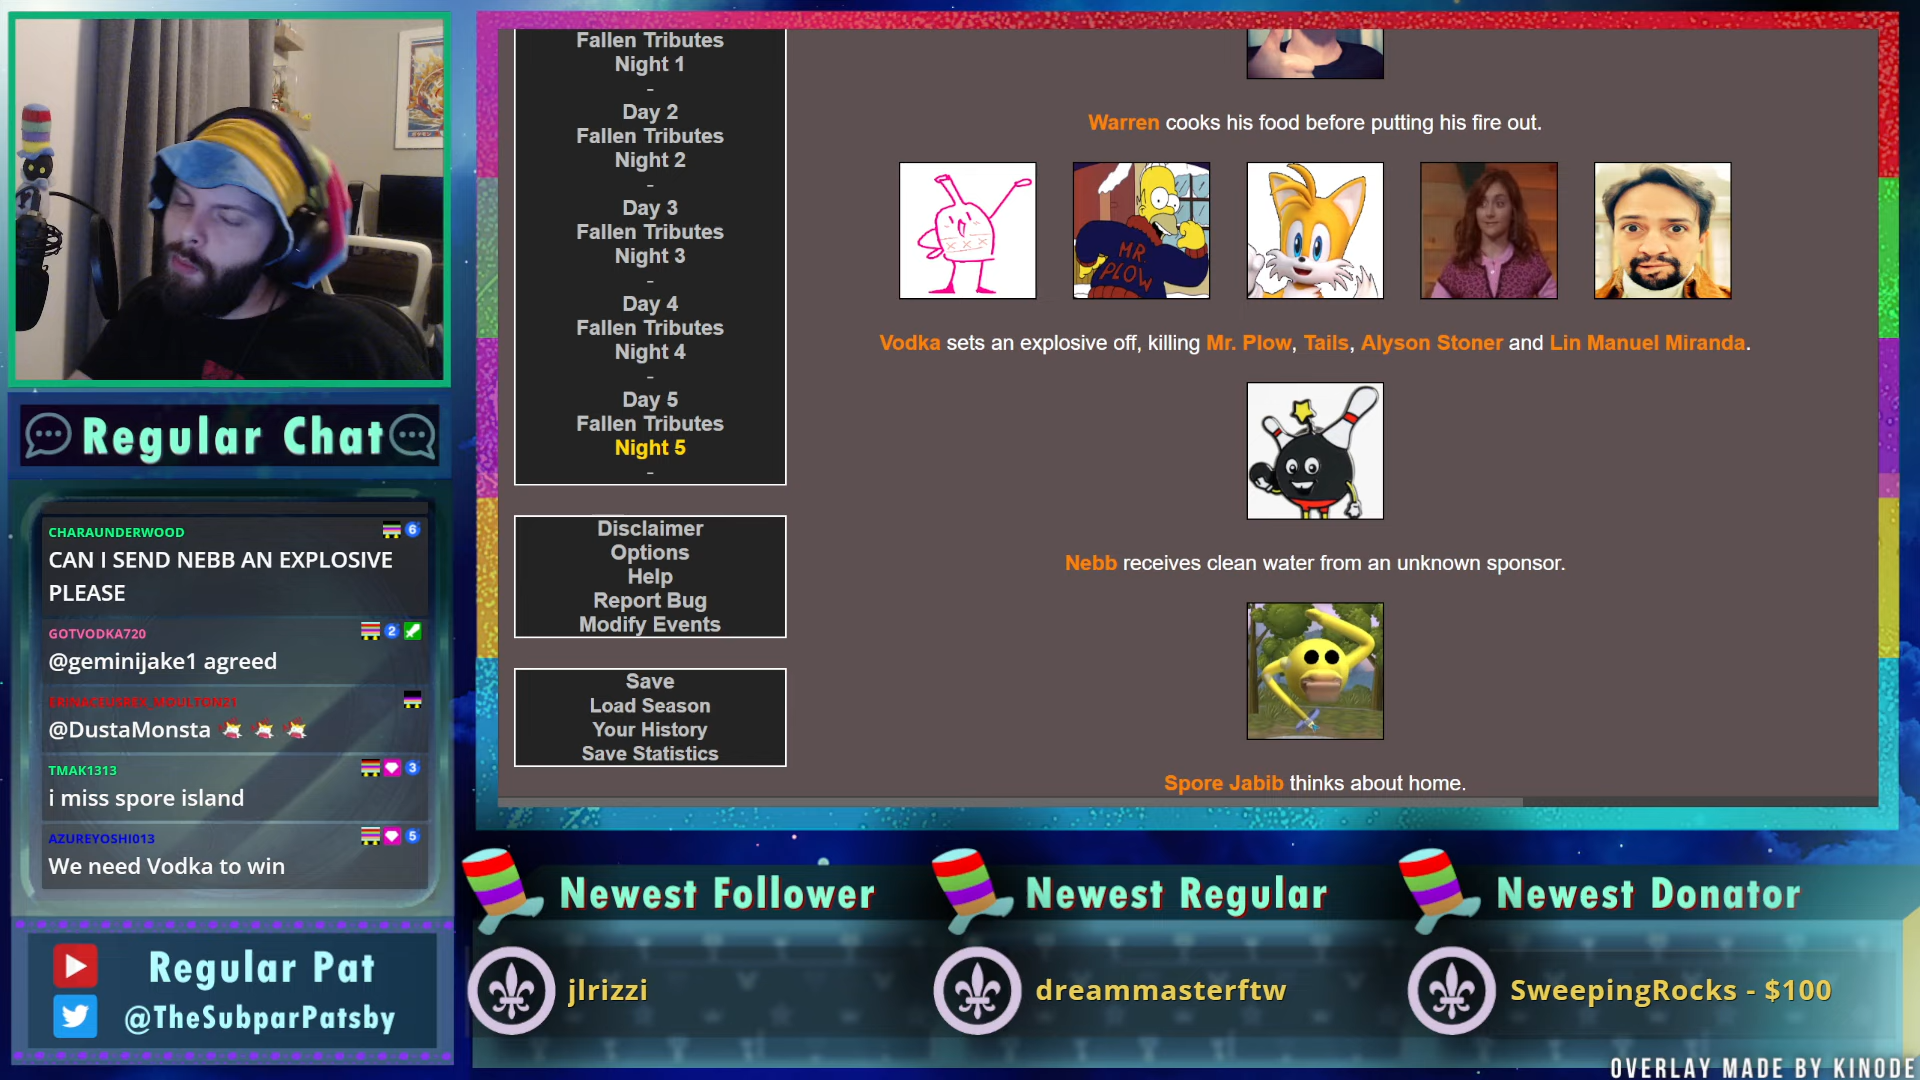 Regular Chat
CHARAUNDERWOOD
6
CAN I SEND NEBB AN EXPLOSIVE
PLEASE
GOTVODKA720
2
@geminijake1 agreed
ERINACEUSREX_MOULTON21
@DustaMonsta
TMAK1313
3
i miss spore island
AZUREYOSHI013
5
We need Vodka to win
Regular Pat
@TheSubparPatsby
Fallen Tributes
Night 1
-
Day 2
Fallen Tributes
Night 2
-
Day 3
Fallen Tributes
Night 3
-
Day 4
Fallen Tributes
Night 4
-
Day 5
Fallen Tributes
Night 5
-
Disclaimer
Options
Help
Report Bug
Modify Events
Save
Load Season
Your History
Save Statistics
Warren cooks his food before putting his fire out.
XXX
MR.
PLOW
Vodka sets an explosive off, killing Mr. Plow, Tails, Alyson Stoner and Lin Manuel Miranda.
Nebb receives clean water from an unknown sponsor.
Spore Jabib thinks about home.
Newest Follower
jlrizzi
Newest Regular
dreammasterftw
Newest Donator
SweepingRocks - $100
OVERLAY MADE BY KINODE